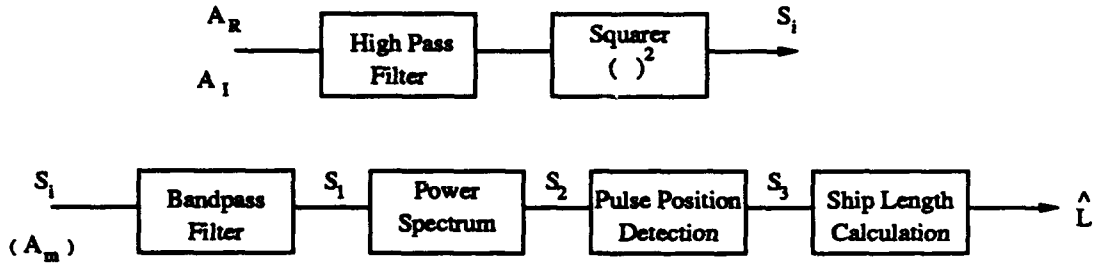 A_R
A_I
High Pass
Filter
Squarer
( )^2
S_i
S_i
(A_m)
Bandpass
Filter
S_1
Power
Spectrum
S_2
Pulse Position
Detection
S_3
Ship Length
Calculation
L̂